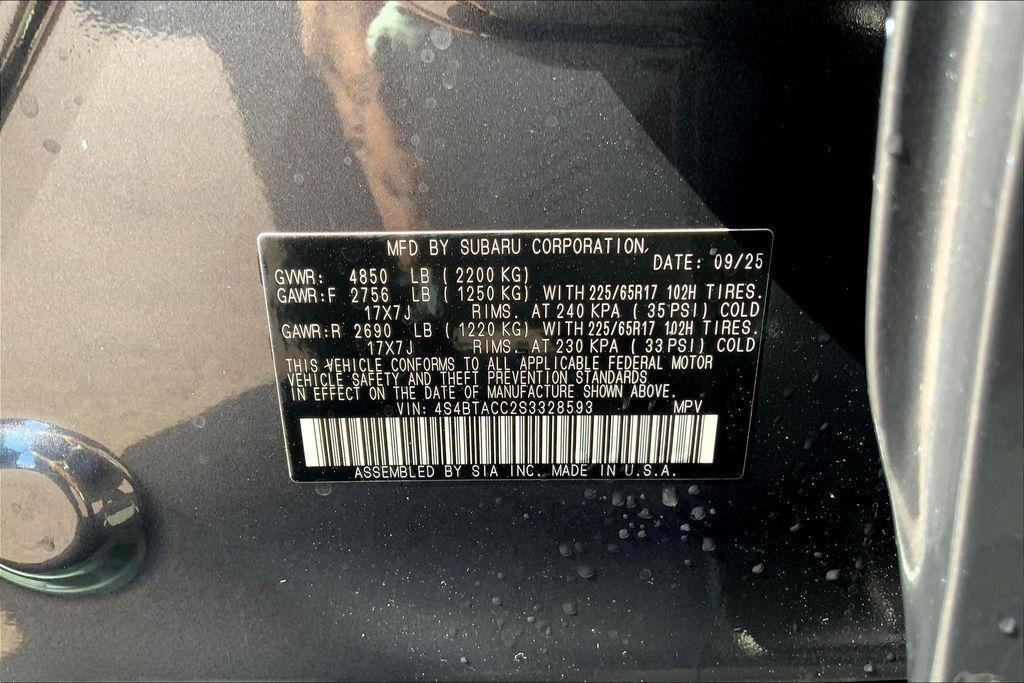 MFD BY SUBARU CORPORATION
DATE: 09/25
GVWR: 4850 LB (2200 KG)
GAWR:F 2756 LB (1250 KG) WITH 225/65R17 102H TIRES.
17X7J RIMS. AT 240 KPA (35 PSI) COLD
GAWR:R 2690 LB (1220 KG) WITH 225/65R17 102H TIRES.
17X7J RIMS. AT 230 KPA (33 PSI) COLD
THIS VEHICLE CONFORMS TO ALL APPLICABLE FEDERAL MOTOR
VEHICLE SAFETY AND THEFT PREVENTION STANDARDS
IN EFFECT ON THE DATE OF MANUFACTURE SHOWN ABOVE.
VIN: 4S4BTACC2S3328593 MPV
ASSEMBLED BY SIA INC. MADE IN U.S.A.